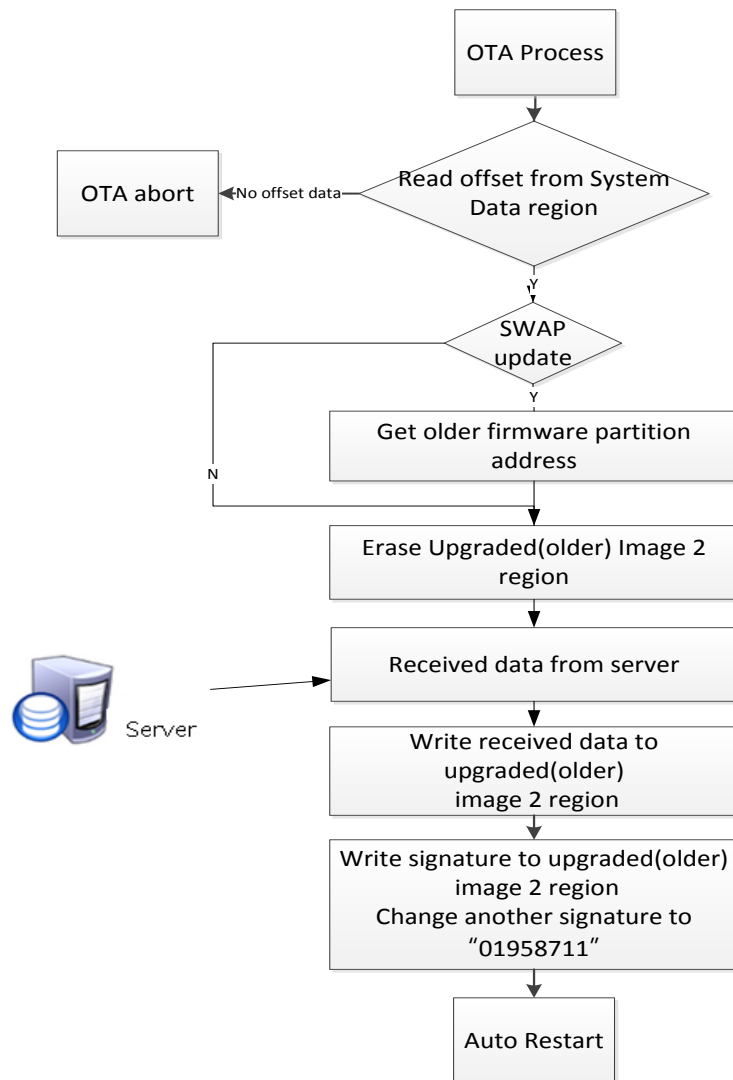 OTA Process
Read offset from System
Data region
No offset data
OTA abort
Y
SWAP
update
Y
N
Get older firmware partition
address
Erase Upgraded(older) Image 2
region
Received data from server
Server
Write received data to
upgraded(older)
image 2 region
Write signature to upgraded(older)
image 2 region
Change another signature to
“01958711”
Auto Restart